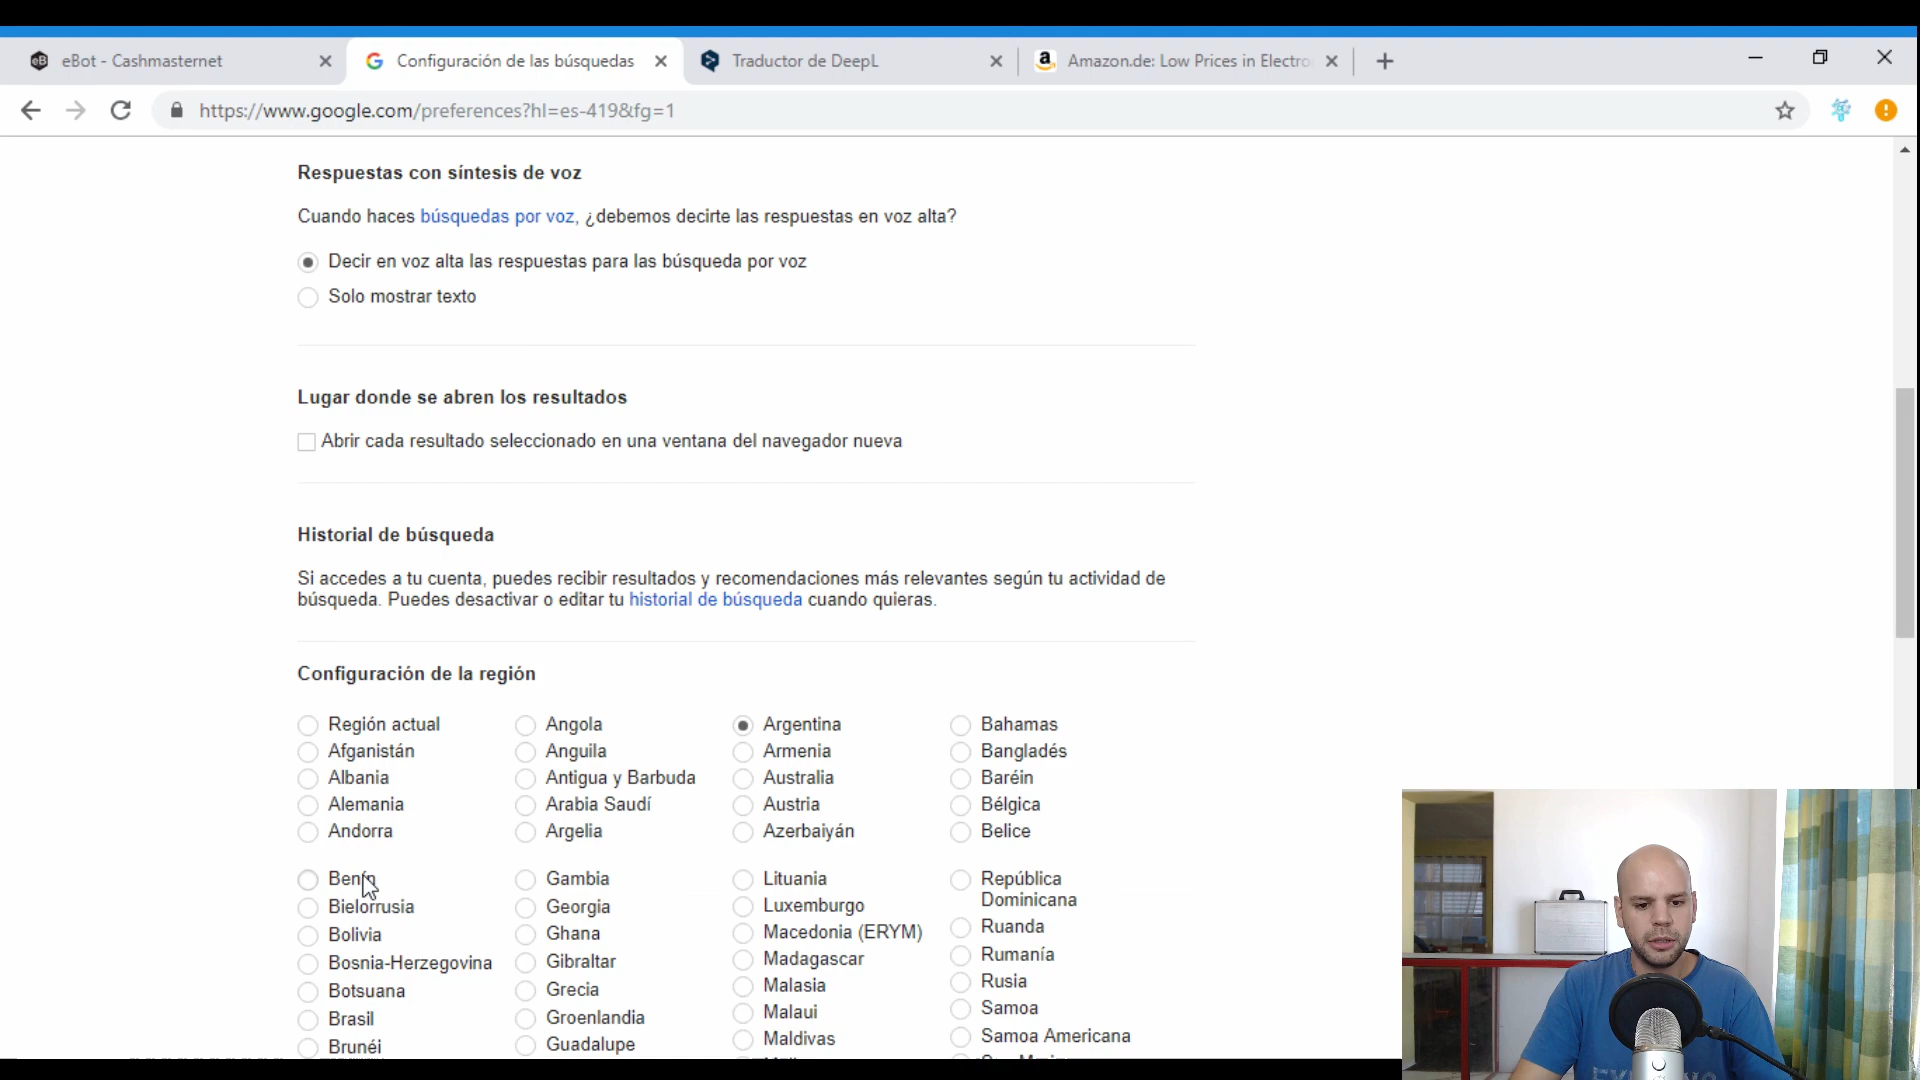 eBot - Cashmasternet
Configuración de las búsquedas
Traductor de DeepL
Amazon.de: Low Prices in Electro
https://www.google.com/preferences?hl=es-419&fg=1
Respuestas con síntesis de voz
Cuando haces búsquedas por voz, ¿debemos decirte las respuestas en voz alta?
Decir en voz alta las respuestas para las búsqueda por voz
Solo mostrar texto
Lugar donde se abren los resultados
Abrir cada resultado seleccionado en una ventana del navegador nueva
Historial de búsqueda
Si accedes a tu cuenta, puedes recibir resultados y recomendaciones más relevantes según tu actividad de
búsqueda. Puedes desactivar o editar tu historial de búsqueda cuando quieras.
Configuración de la región
Región actual
Afganistán
Albania
Alemania
Andorra
Angola
Anguila
Antigua y Barbuda
Arabia Saudí
Argelia
Argentina
Armenia
Australia
Austria
Azerbaiyán
Bahamas
Bangladés
Baréin
Bélgica
Belice
Benín
Bielorrusia
Bolivia
Bosnia-Herzegovina
Botsuana
Brasil
Brunéi
Gambia
Georgia
Ghana
Gibraltar
Grecia
Groenlandia
Guadalupe
Lituania
Luxemburgo
Macedonia (ERYM)
Madagascar
Malasia
Malaui
Maldivas
República
Dominicana
Ruanda
Rumanía
Rusia
Samoa
Samoa Americana